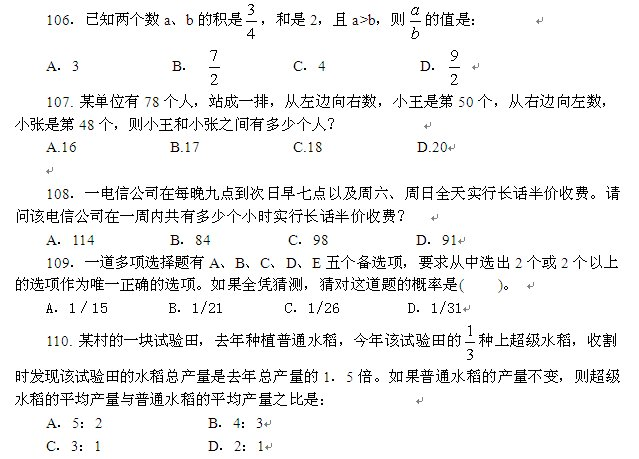 106．已知两个数 a、b 的积是 3/4，和是 2，且 a>b，则 a/b 的值是：
A．3 B． 7/2 C．4 D． 9/2
107. 某单位有 78 个人，站成一排，从左边向右数，小王是第 50 个，从右边向左数，
小张是第 48 个，则小王和小张之间有多少个人？
A.16 B.17 C.18 D.20
108．一电信公司在每晚九点到次日早七点以及周六、周日全天实行长话半价收费。请
问该电信公司在一周内共有多少个小时实行长话半价收费？
A．114 B．84 C．98 D．91
109．一道多项选择题有 A、B、C、D、E 五个备选项，要求从中选出 2 个或 2 个以上
的选项作为唯一正确的选项。如果全凭猜测，猜对这道题的概率是( )。
A．1／15 B．1/21 C．1/26 D．1/31
110. 某村的一块试验田，去年种植普通水稻，今年该试验田的 1/3 种上超级水稻，收割
时发现该试验田的水稻总产量是去年总产量的 1．5 倍。如果普通水稻的产量不变，则超级
水稻的平均产量与普通水稻的平均产量之比是：
A．5：2 B．4：3
C．3：1 D．2：1